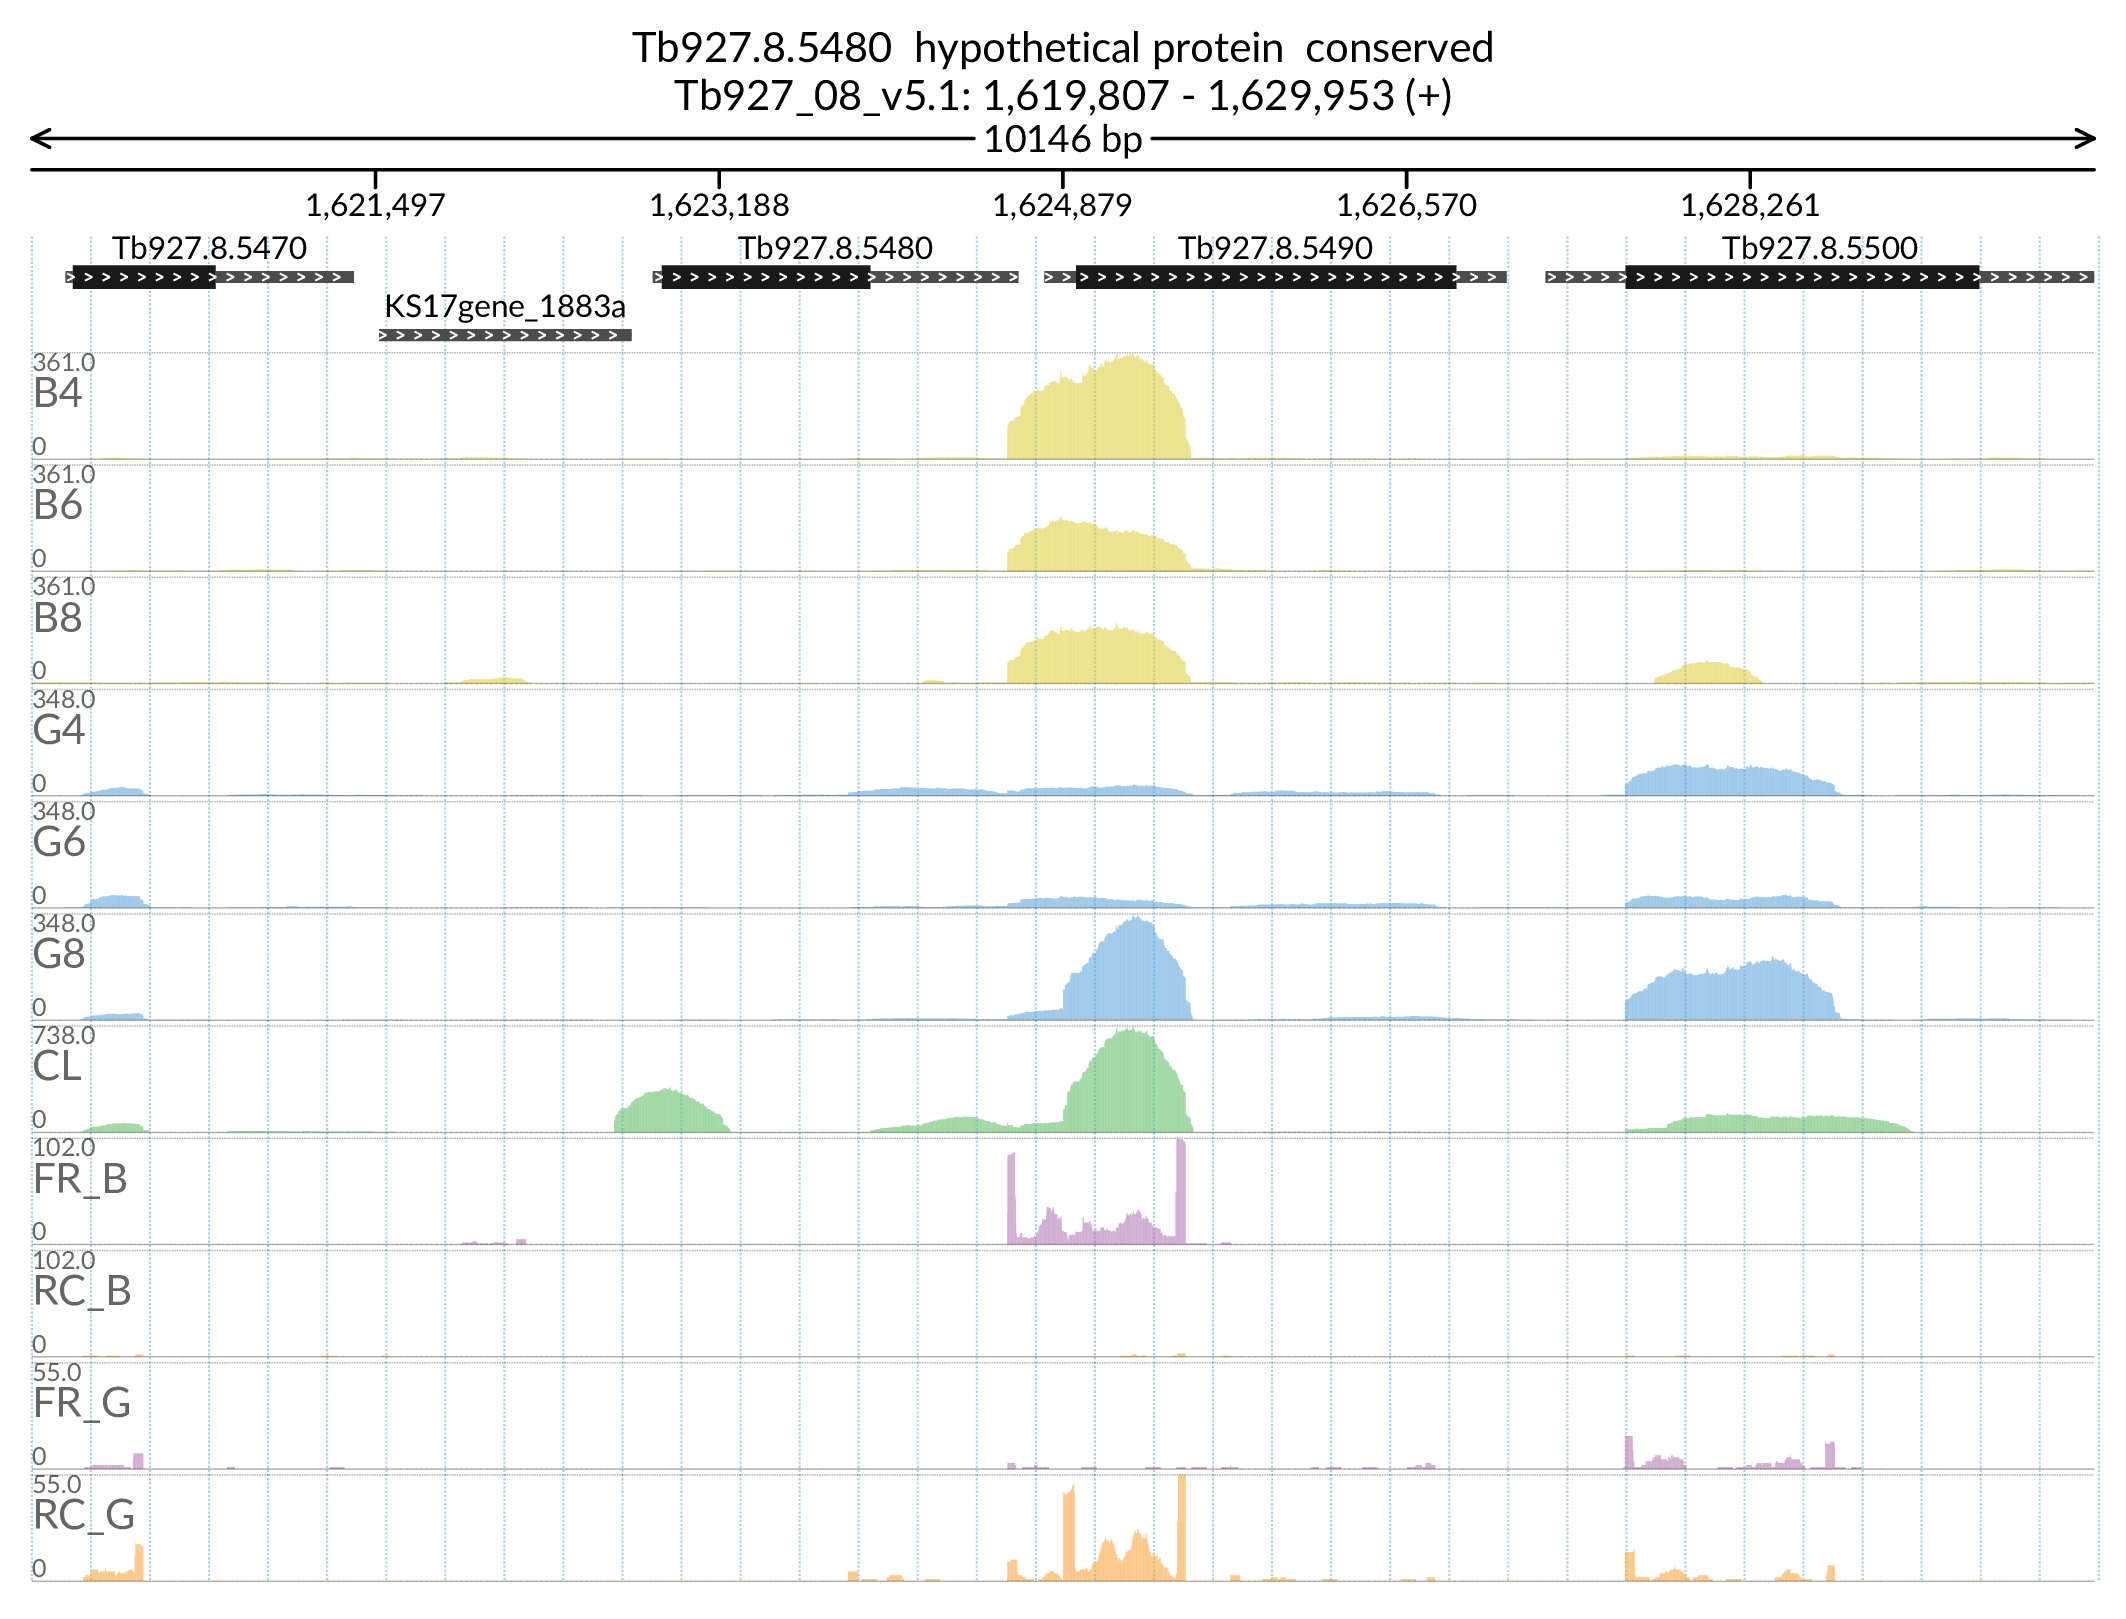 Tb927.8.5480  hypothetical protein  conserved
Tb927_08_v5.1: 1,619,807 - 1,629,953 (+)
10146 bp
1,621,497 1,623,188 1,624,879 1,626,570 1,628,261
Tb927.8.5470 Tb927.8.5480 Tb927.8.5490 Tb927.8.5500
KS17gene_1883a
361.0
B4
0
361.0
B6
0
361.0
B8
0
348.0
G4
0
348.0
G6
0
348.0
G8
0
738.0
CL
0
102.0
FR_B
0
102.0
RC_B
0
55.0
FR_G
0
55.0
RC_G
0